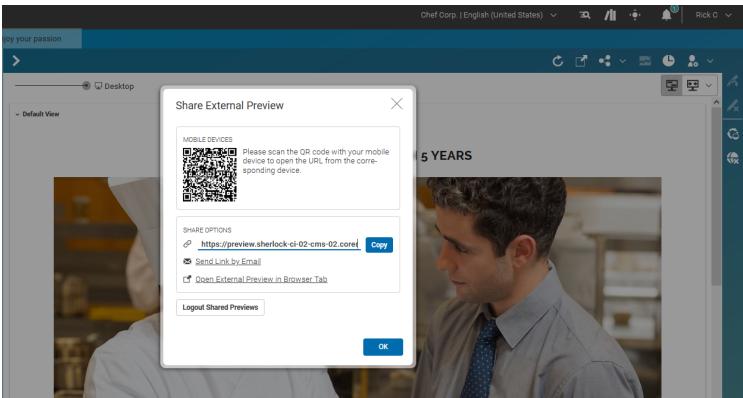 Chef Corp. | English (United States)
Rick C
joy your passion
Desktop
Default View
Share External Preview
MOBILE DEVICES
Please scan the QR code with your mobile
device to open the URL from the corre-
sponding device.
5 YEARS
SHARE OPTIONS
https://preview.sherlock-ci-02-cms-02.core
Copy
Send Link by Email
Open External Preview in Browser Tab
Logout Shared Previews
OK